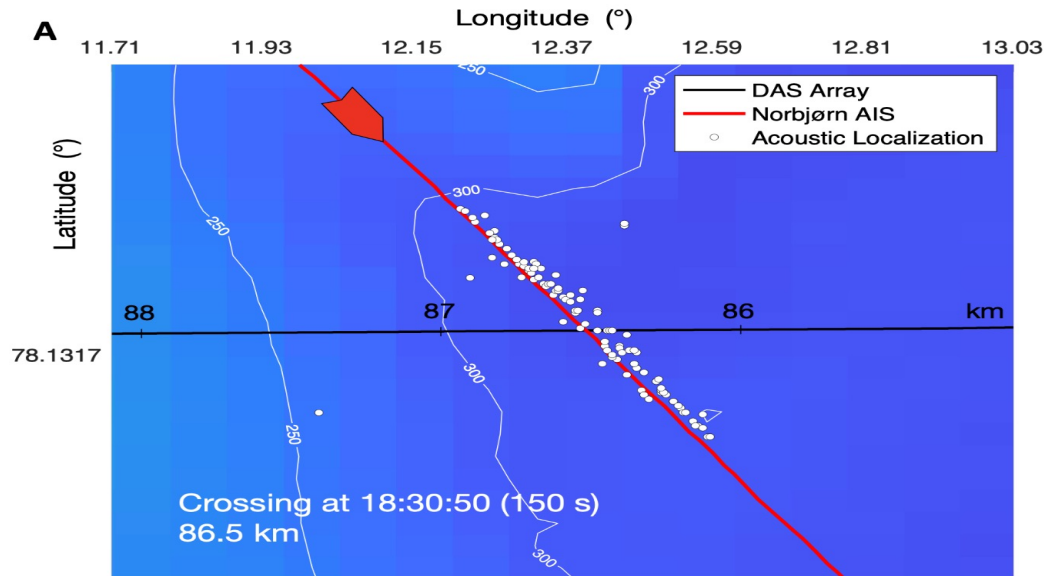 A
Longitude (°)
11.71 11.93 12.15 12.37 12.59 12.81 13.03
Latitude (°)
78.1317
DAS Array
Norbjørn AIS
Acoustic Localization
250
300
300
250
88 87 86 km
300
250
300
Crossing at 18:30:50 (150 s)
86.5 km